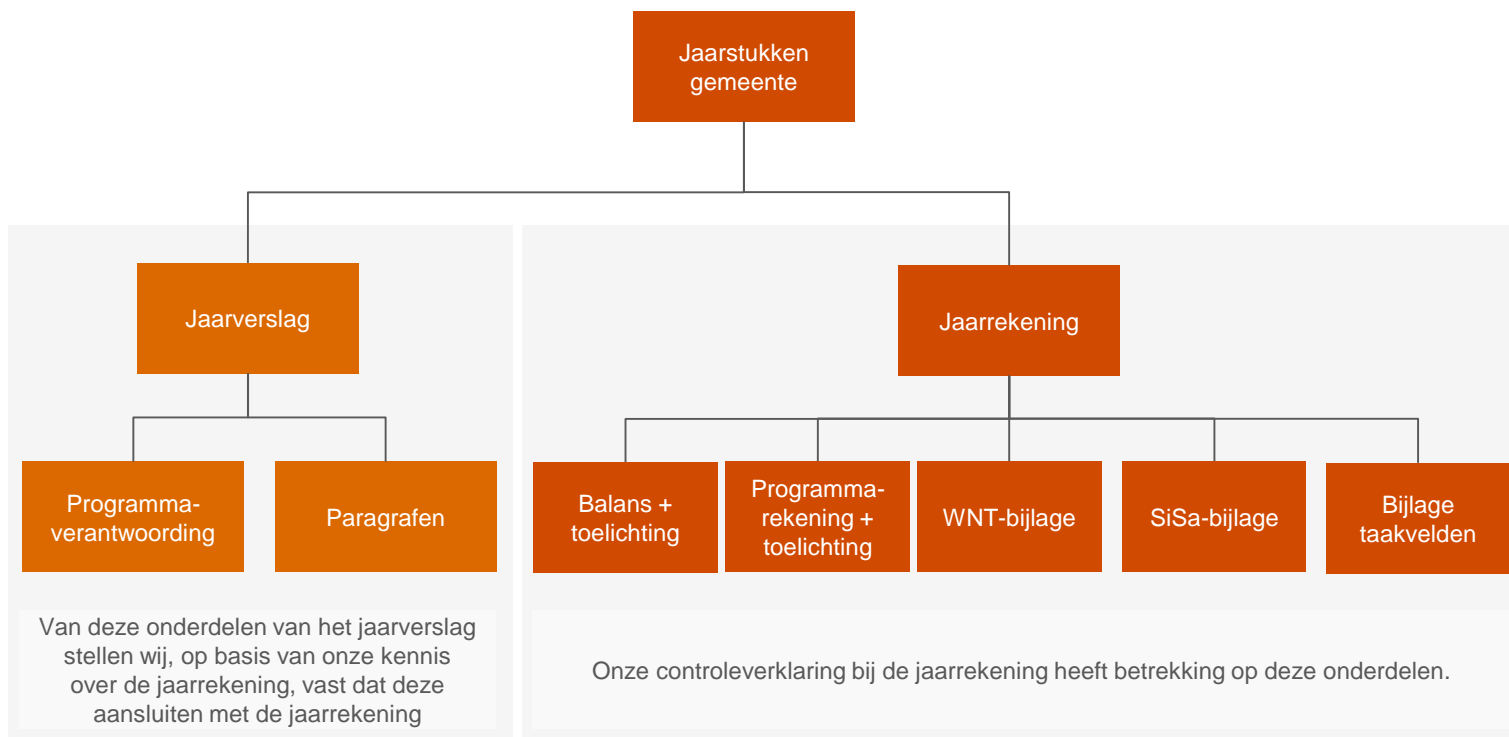 Jaarstukken
gemeente
Jaarverslag
Jaarrekening
Programma-
verantwoording
Paragrafen
Balans +
toelichting
Programma-
rekening +
toelichting
WNT-bijlage
SiSa-bijlage
Bijlage
taakvelden
Van deze onderdelen van het jaarverslag
stellen wij, op basis van onze kennis
over de jaarrekening, vast dat deze
aansluiten met de jaarrekening
Onze controleverklaring bij de jaarrekening heeft betrekking op deze onderdelen.